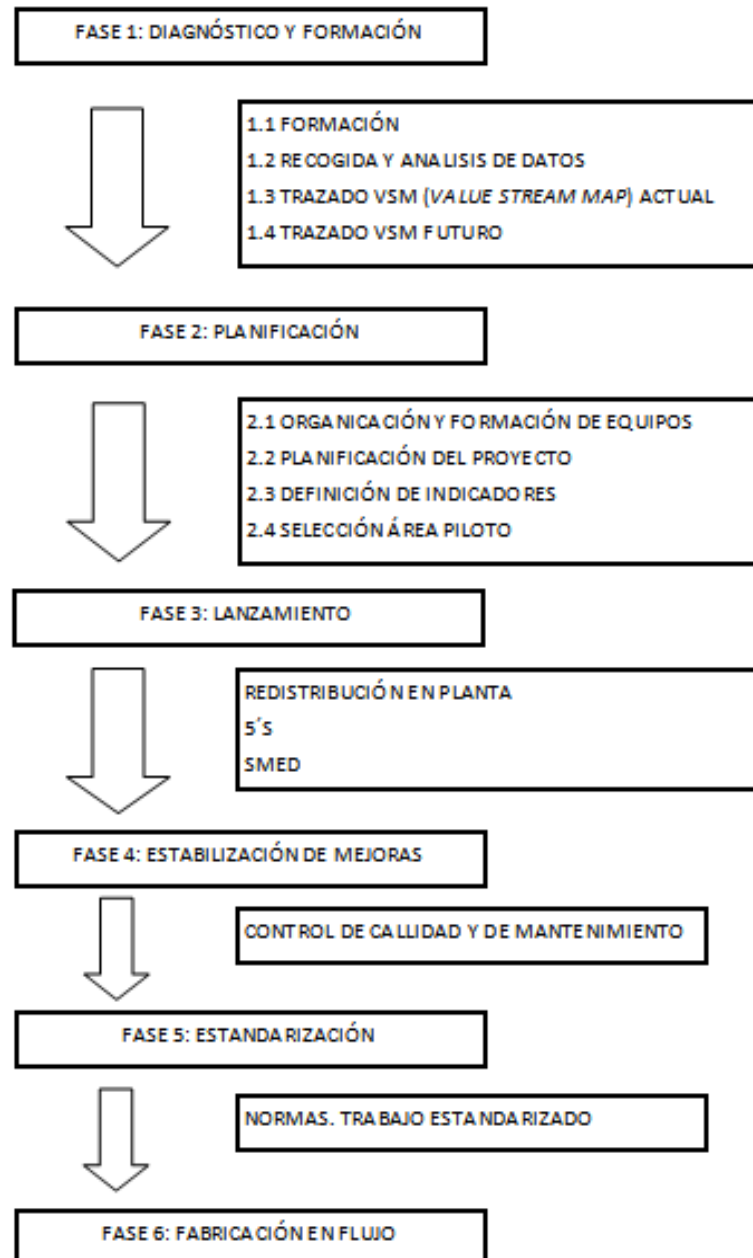 FASE 1: DIAGNÓSTICO Y FORMACIÓN
1.1 FORMACIÓN
1.2 RECOGIDA Y ANALISIS DE DATOS
1.3 TRAZADO VSM (VALUE STREAM MAP) ACTUAL
1.4 TRAZADO VSM FUTURO
FASE 2: PLANIFICACIÓN
2.1 ORGANICACIÓN Y FORMACIÓN DE EQUIPOS
2.2 PLANIFICACIÓN DEL PROYECTO
2.3 DEFINICIÓN DE INDICADORES
2.4 SELECCIÓN ÁREA PILOTO
FASE 3: LANZAMIENTO
REDISTRIBUCIÓN EN PLANTA
5´S
SMED
FASE 4: ESTABILIZACIÓN DE MEJORAS
CONTROL DE CALLIDAD Y DE MANTENIMIENTO
FASE 5: ESTANDARIZACIÓN
NORMAS. TRABAJO ESTANDARIZADO
FASE 6: FABRICACIÓN EN FLUJO